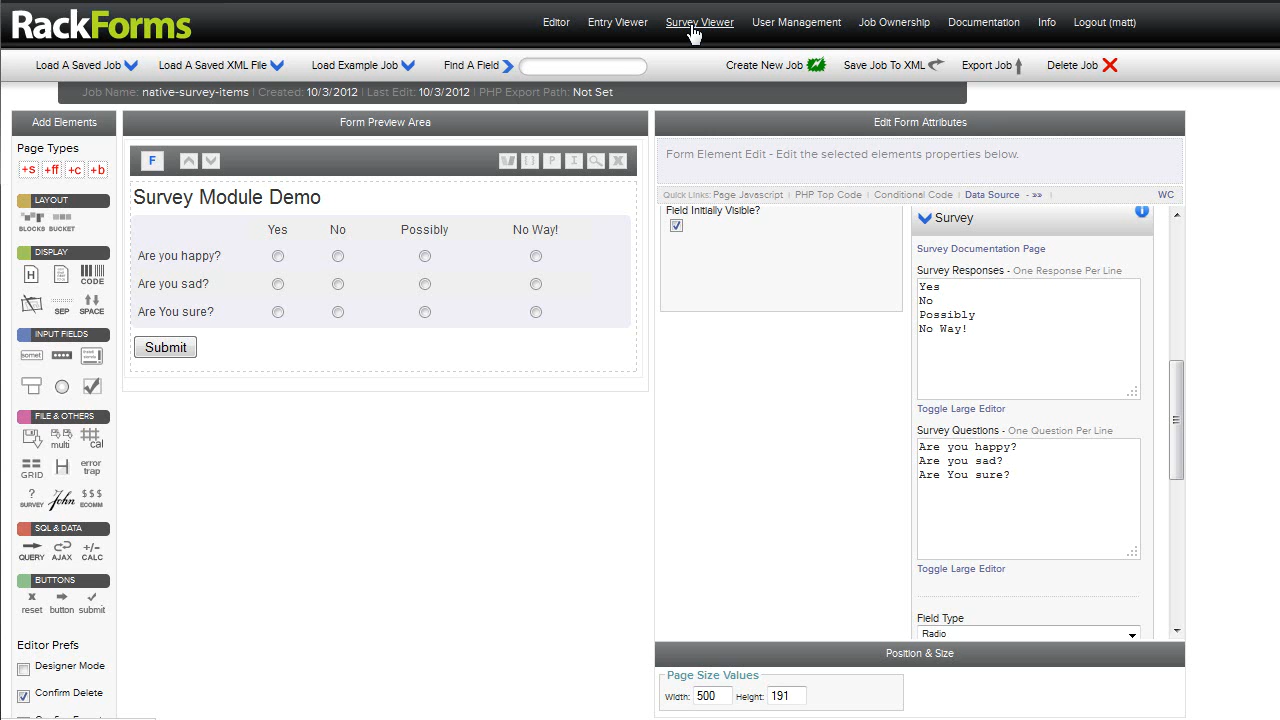 RackForms
Editor Entry Viewer Survey Viewer User Management Job Ownership Documentation Info Logout (matt)
Load A Saved Job Load A Saved XML File Load Example Job Find A Field Create New Job Save Job To XML Export Job Delete Job
Job Name: native-survey-items | Created: 10/3/2012 | Last Edit: 10/3/2012 | PHP Export Path: Not Set
Add Elements
Page Types
+s +ff +c +b
LAYOUT
BLOCKS BUCKET
DISPLAY
H CODE
SEP SPACE
INPUT FIELDS
FILE & OTHERS
multi cal
GRID H error trap
? John $ $ $
SURVEY ECOMM
SQL & DATA
+/-
QUERY AJAX CALC
BUTTONS
reset button submit
Editor Prefs
Designer Mode
Confirm Delete
Form Preview Area
F { } P I X
Survey Module Demo
Yes No Possibly No Way!
Are you happy?
Are you sad?
Are You sure?
Submit
Edit Form Attributes
Form Element Edit - Edit the selected elements properties below.
Quick Links: Page Javascript | PHP Top Code | Conditional Code | Data Source - »» | WC
Field Initially Visible?
Survey
Survey Documentation Page
Survey Responses - One Response Per Line
Yes
No
Possibly
No Way!
Toggle Large Editor
Survey Questions - One Question Per Line
Are you happy?
Are you sad?
Are You sure?
Toggle Large Editor
Field Type
Radio
Position & Size
Page Size Values
Width: 500 Height: 191